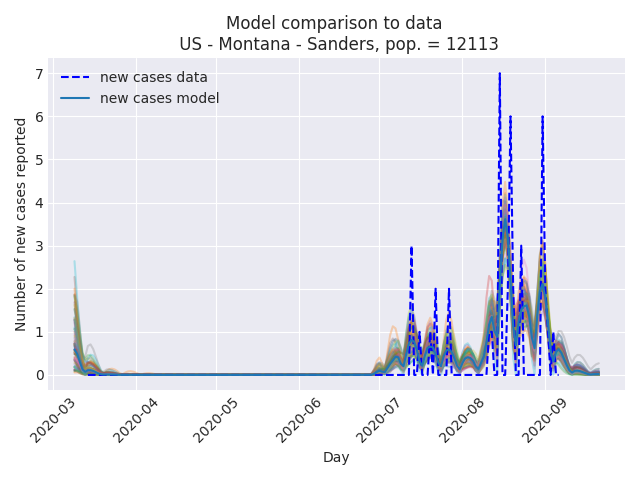 Model comparison to data
US - Montana - Sanders, pop. = 12113
new cases data
new cases model
Number of new cases reported
7
6
5
4
3
2
1
0
2020-03
2020-04
2020-05
2020-06
2020-07
2020-08
2020-09
Day